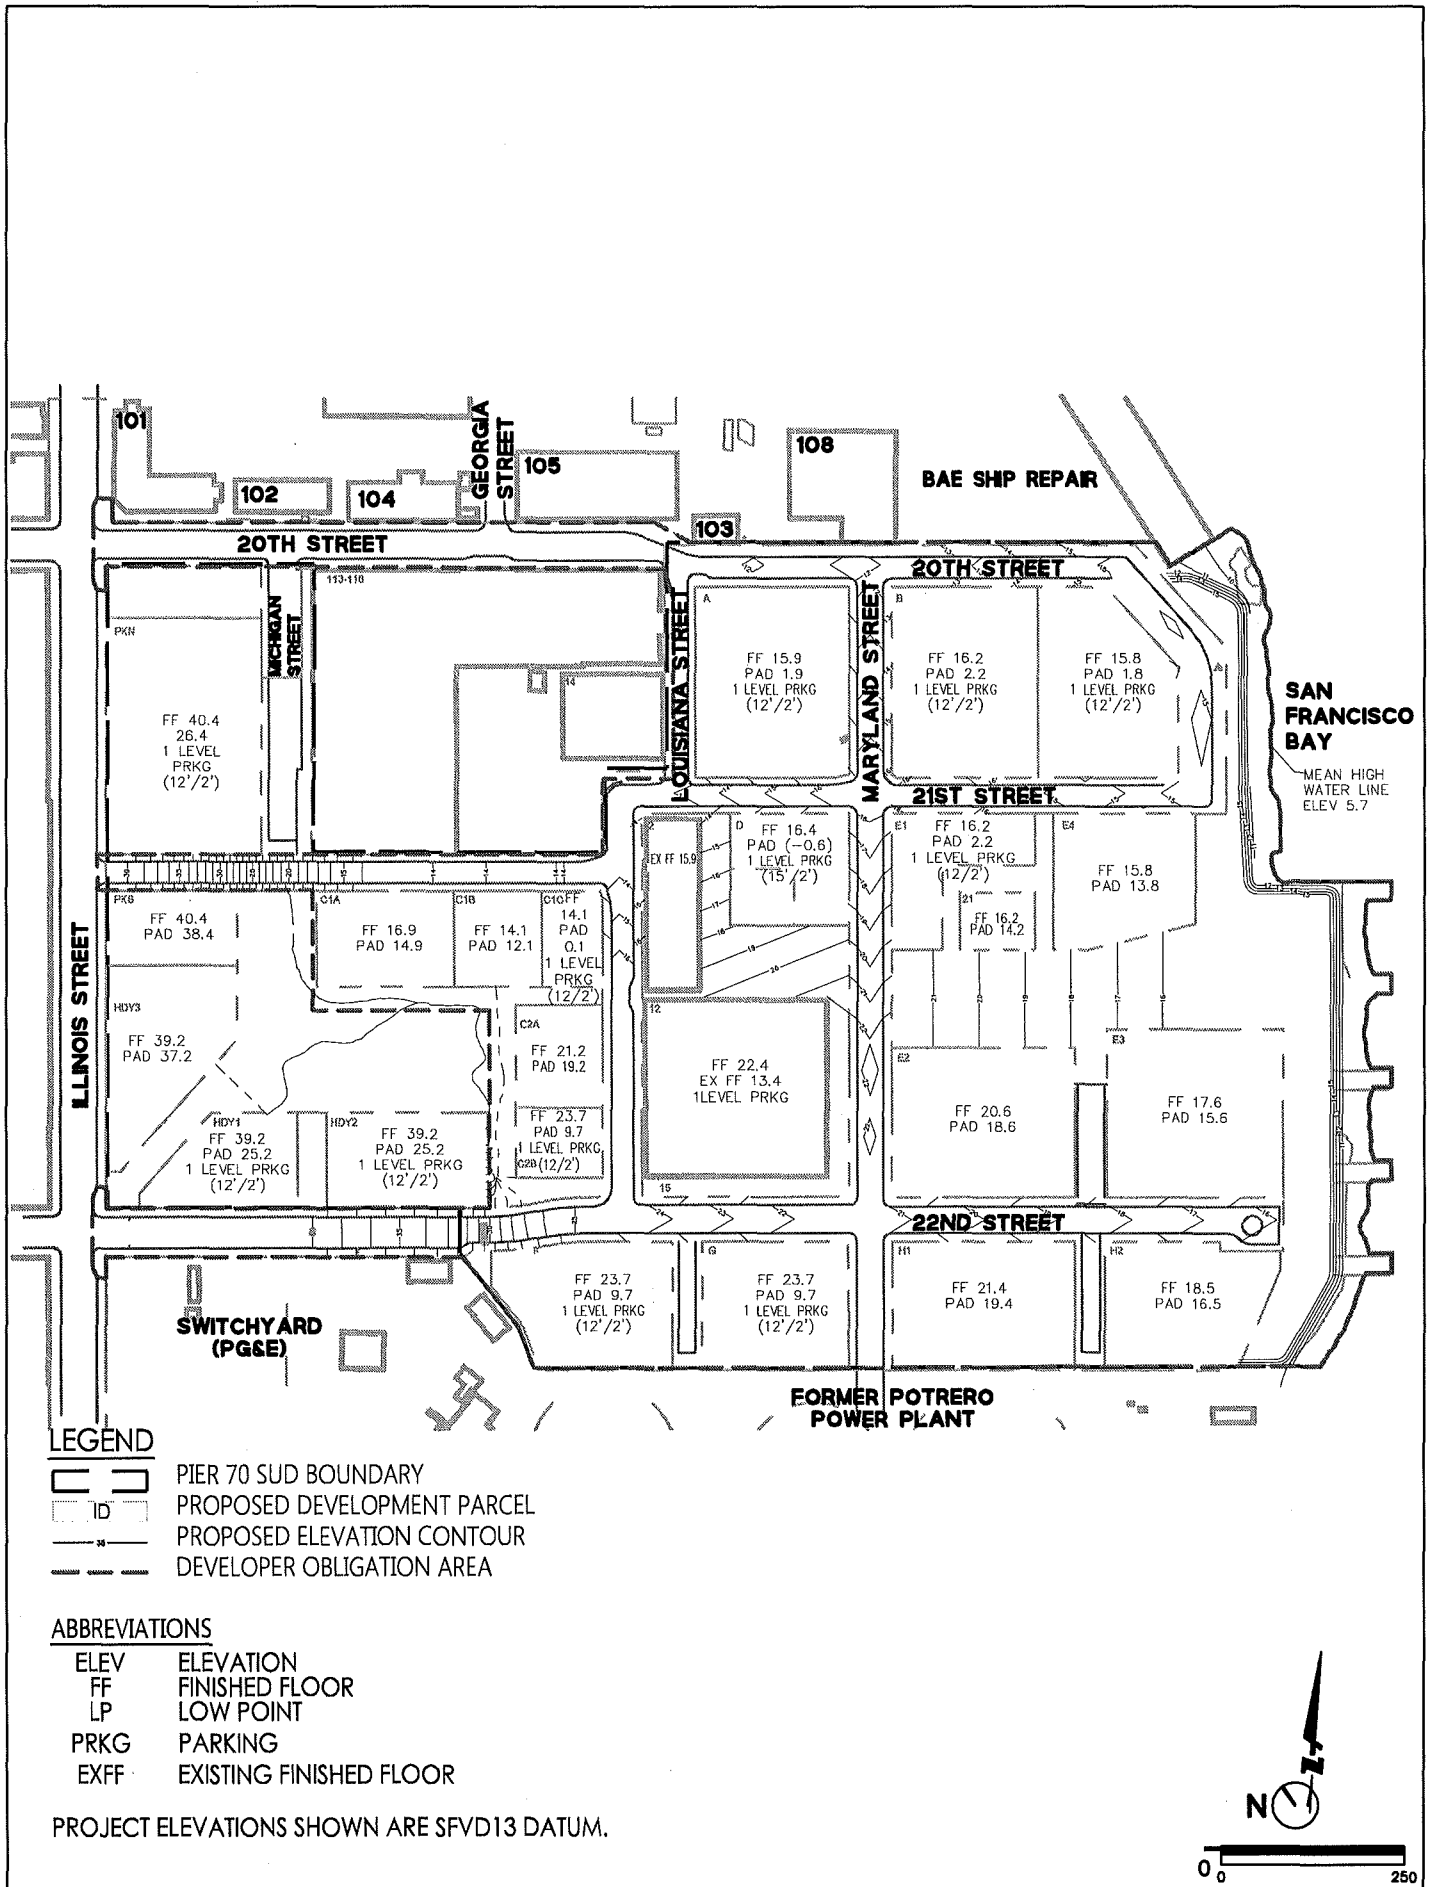 101
102
104
GEORGIA
STREET
105
108
103
BAE SHIP REPAIR
20TH STREET
20TH STREET
113-116
PKN
MICHIGAN
STREET
14
LOUISIANA STREET
MARYLAND STREET
A
B
FF 40.4
26.4
1 LEVEL
PRKG
(12'/2')
FF 15.9
PAD 1.9
1 LEVEL PRKG
(12'/2')
FF 16.2
PAD 2.2
1 LEVEL PRKG
(12'/2')
FF 15.8
PAD 1.8
1 LEVEL PRKG
(12'/2')
SAN
FRANCISCO
BAY
MEAN HIGH
WATER LINE
ELEV 5.7
21ST STREET
2
EX FF 15.9
D
FF 16.4
PAD (-0.6)
1 LEVEL PRKG
(15'/2')
E1
FF 16.2
PAD 2.2
1 LEVEL PRKG
(12/2')
E4
FF 15.8
PAD 13.8
21
FF 16.2
PAD 14.2
PKS
FF 40.4
PAD 38.4
C1A
FF 16.9
PAD 14.9
C1B
FF 14.1
PAD 12.1
C1C
FF
14.1
PAD
0.1
1 LEVEL
PRKG
(12/2')
ILLINOIS STREET
HDY3
FF 39.2
PAD 37.2
C2A
FF 21.2
PAD 19.2
12
FF 22.4
EX FF 13.4
1LEVEL PRKG
15
E2
FF 20.6
PAD 18.6
E3
FF 17.6
PAD 15.6
HDY1
FF 39.2
PAD 25.2
1 LEVEL PRKG
(12'/2')
HDY2
FF 39.2
PAD 25.2
1 LEVEL PRKG
(12'/2')
FF 23.7
PAD 9.7
1 LEVEL PRKG
C2B (12/2')
22ND STREET
F
FF 23.7
PAD 9.7
1 LEVEL PRKG
(12'/2')
G
FF 23.7
PAD 9.7
1 LEVEL PRKG
(12'/2')
H1
FF 21.4
PAD 19.4
H2
FF 18.5
PAD 16.5
SWITCHYARD
(PG&E)
FORMER POTRERO
POWER PLANT
LEGEND
PIER 70 SUD BOUNDARY
ID PROPOSED DEVELOPMENT PARCEL
PROPOSED ELEVATION CONTOUR
DEVELOPER OBLIGATION AREA
ABBREVIATIONS
ELEV ELEVATION
FF FINISHED FLOOR
LP LOW POINT
PRKG PARKING
EXFF EXISTING FINISHED FLOOR
PROJECT ELEVATIONS SHOWN ARE SFVD13 DATUM.
N
0 0 250